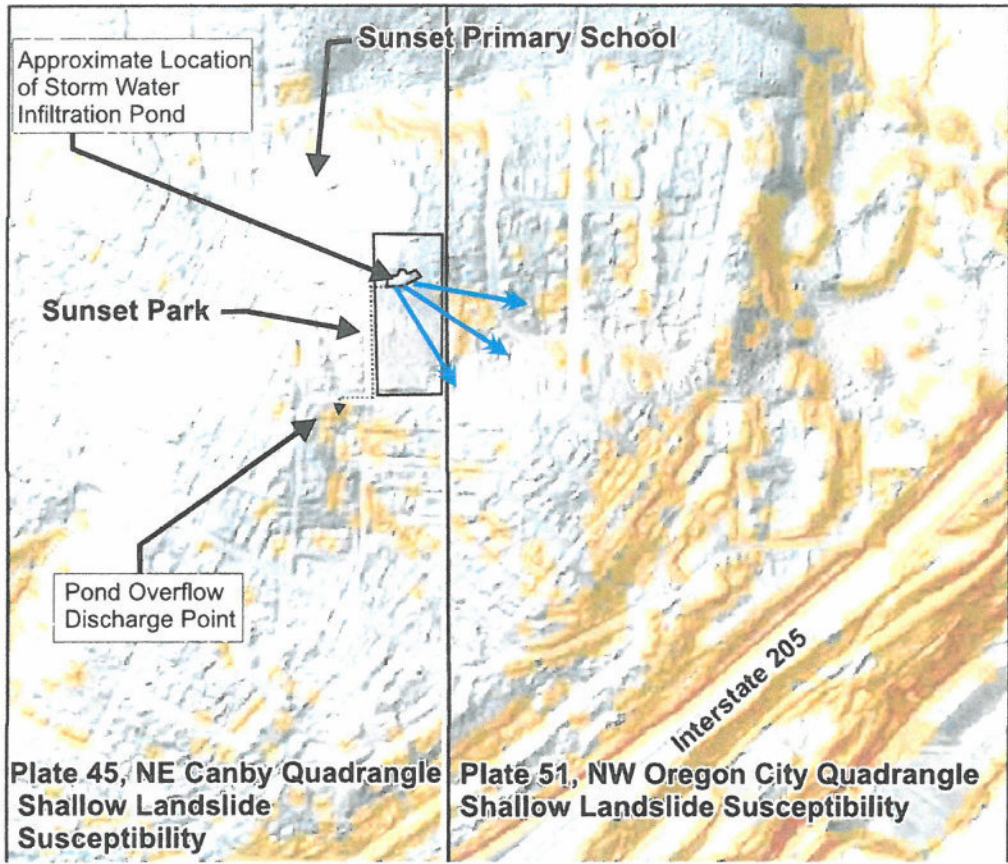 Sunset Primary School
Approximate Location
of Storm Water
Infiltration Pond
Sunset Park
Pond Overflow
Discharge Point
Interstate 205
Plate 45, NE Canby Quadrangle
Shallow Landslide
Susceptibility
Plate 51, NW Oregon City Quadrangle
Shallow Landslide Susceptibility